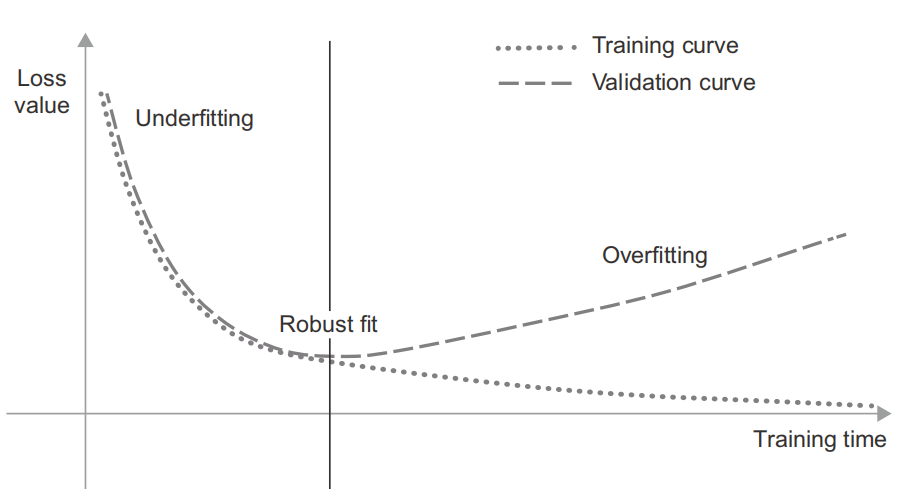 Training curve
Validation curve
Loss
value
Underfitting
Overfitting
Robust fit
Training time